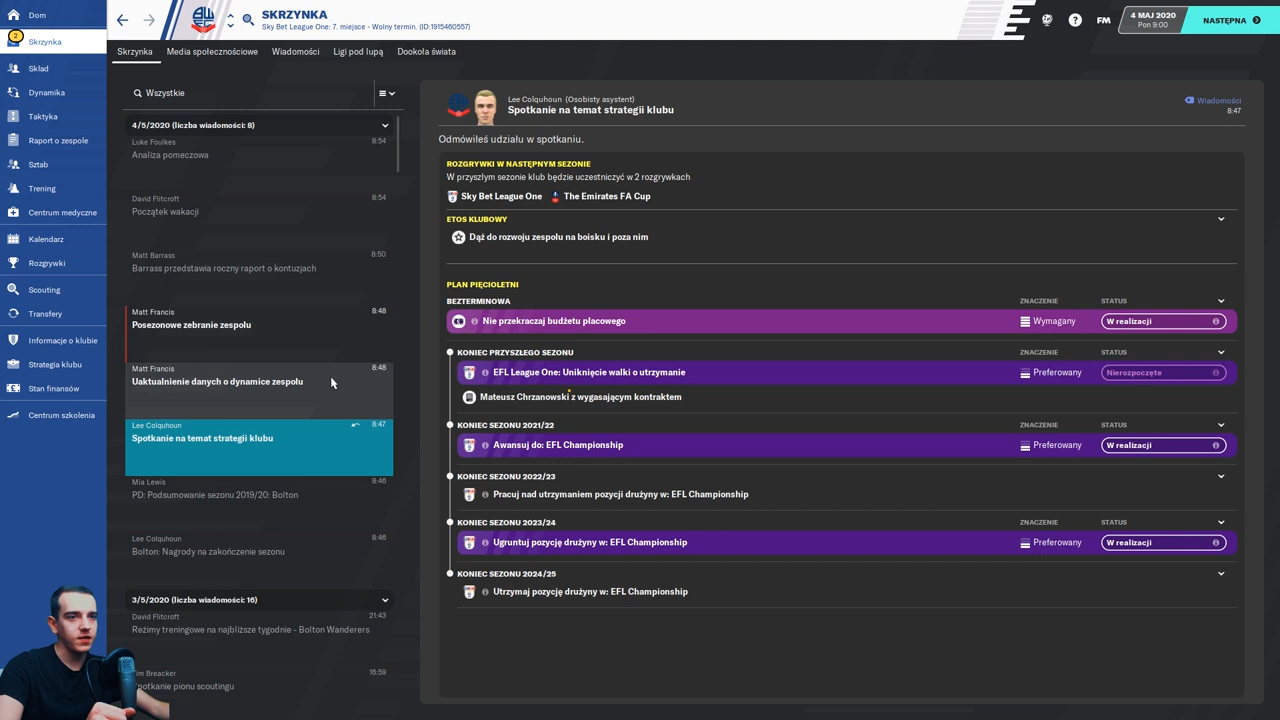 Dom
2
Skrzynka
Skład
Dynamika
Taktyka
Raport o zespole
Sztab
Trening
Centrum medyczne
Kalendarz
Rozgrywki
Scouting
Transfery
Informacje o klubie
Strategia klubu
Stan finansów
Centrum szkolenia
SKRZYNKA
Sky Bet League One: 7. miejsce - Wolny termin. (ID:1915460557)
?
FM
4 MAJ 2020
Pon 9:00
NASTĘPNA
Skrzynka
Media społecznościowe
Wiadomości
Ligi pod lupą
Dookoła świata
Wszystkie
4/5/2020 (liczba wiadomości: 8)
Luke Foulkes
8:54
Analiza pomeczowa
David Flitcroft
8:54
Początek wakacji
Matt Barrass
8:50
Barrass przedstawia roczny raport o kontuzjach
Matt Francis
8:48
Posezonowe zebranie zespołu
Matt Francis
8:48
Uaktualnienie danych o dynamice zespołu
Lee Colquhoun
8:47
Spotkanie na temat strategii klubu
Mia Lewis
8:46
PD: Podsumowanie sezonu 2019/20: Bolton
Lee Colquhoun
8:46
Bolton: Nagrody na zakończenie sezonu
3/5/2020 (liczba wiadomości: 16)
David Flitcroft
21:43
Reżimy treningowe na najbliższe tygodnie - Bolton Wanderers
Breacker
16:59
potkanie pionu scoutingu
Lee Colquhoun (Osobisty asystent)
Spotkanie na temat strategii klubu
Wiadomości
8:47
Odmówiłeś udziału w spotkaniu.
ROZGRYWKI W NASTĘPNYM SEZONIE
W przyszłym sezonie klub będzie uczestniczyć w 2 rozgrywkach
Sky Bet League One
The Emirates FA Cup
ETOS KLUBOWY
Dąż do rozwoju zespołu na boisku i poza nim
PLAN PIĘCIOLETNI
BEZTERMINOWA
ZNACZENIE
STATUS
Nie przekraczaj budżetu płacowego
Wymagany
W realizacji
KONIEC PRZYSZŁEGO SEZONU
ZNACZENIE
STATUS
EFL League One: Uniknięcie walki o utrzymanie
Preferowany
Nierozpoczęte
Mateusz Chrzanowski z wygasającym kontraktem
KONIEC SEZONU 2021/22
ZNACZENIE
STATUS
Awansuj do: EFL Championship
Preferowany
W realizacji
KONIEC SEZONU 2022/23
Pracuj nad utrzymaniem pozycji drużyny w: EFL Championship
KONIEC SEZONU 2023/24
ZNACZENIE
STATUS
Ugruntuj pozycję drużyny w: EFL Championship
Preferowany
W realizacji
KONIEC SEZONU 2024/25
Utrzymaj pozycję drużyny w: EFL Championship